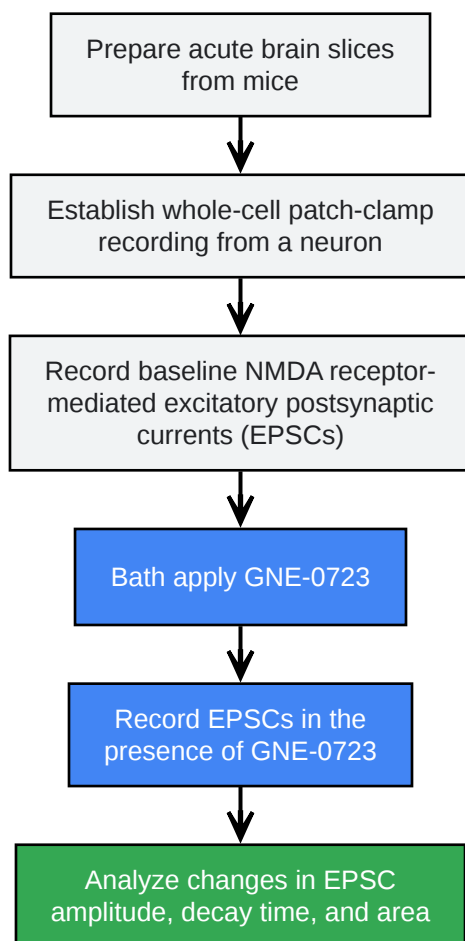 Prepare acute brain slices
from mice
Establish whole-cell patch-clamp
recording from a neuron
Record baseline NMDA receptor-
mediated excitatory postsynaptic
currents (EPSCs)
Bath apply GNE-0723
Record EPSCs in the
presence of GNE-0723
Analyze changes in EPSC
amplitude, decay time, and area